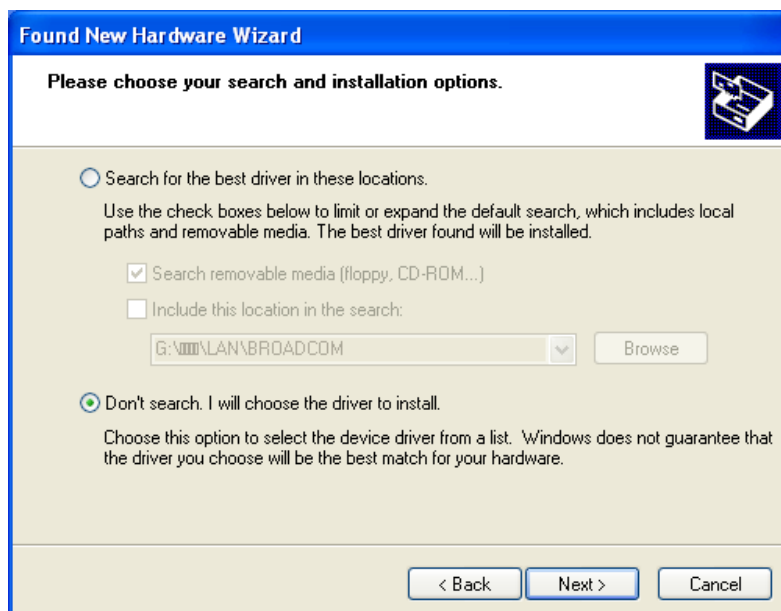 Found New Hardware Wizard
Please choose your search and installation options.
Search for the best driver in these locations.
Use the check boxes below to limit or expand the default search, which includes local
paths and removable media. The best driver found will be installed.
Search removable media (floppy, CD-ROM...)
Include this location in the search:
G:\▯▯▯▯\LAN\BROADCOM
Browse
Don't search. I will choose the driver to install.
Choose this option to select the device driver from a list.  Windows does not guarantee that
the driver you choose will be the best match for your hardware.
< Back
Next >
Cancel